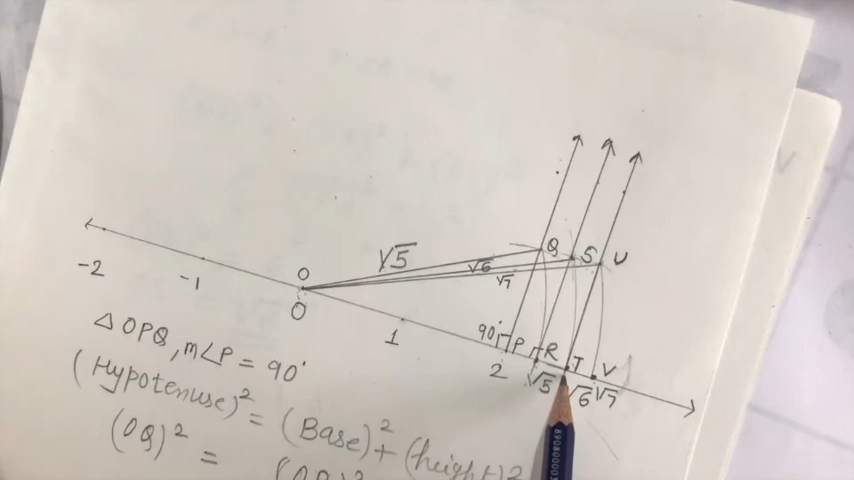 Q S U
√5
√6
√7
-2 -1 0 1 2
O
90° P R T V
√5 √6 √7
△OPQ, m∠P = 90°
(Hypotenuse)² = (Base)² + (height)²
(OQ)² =